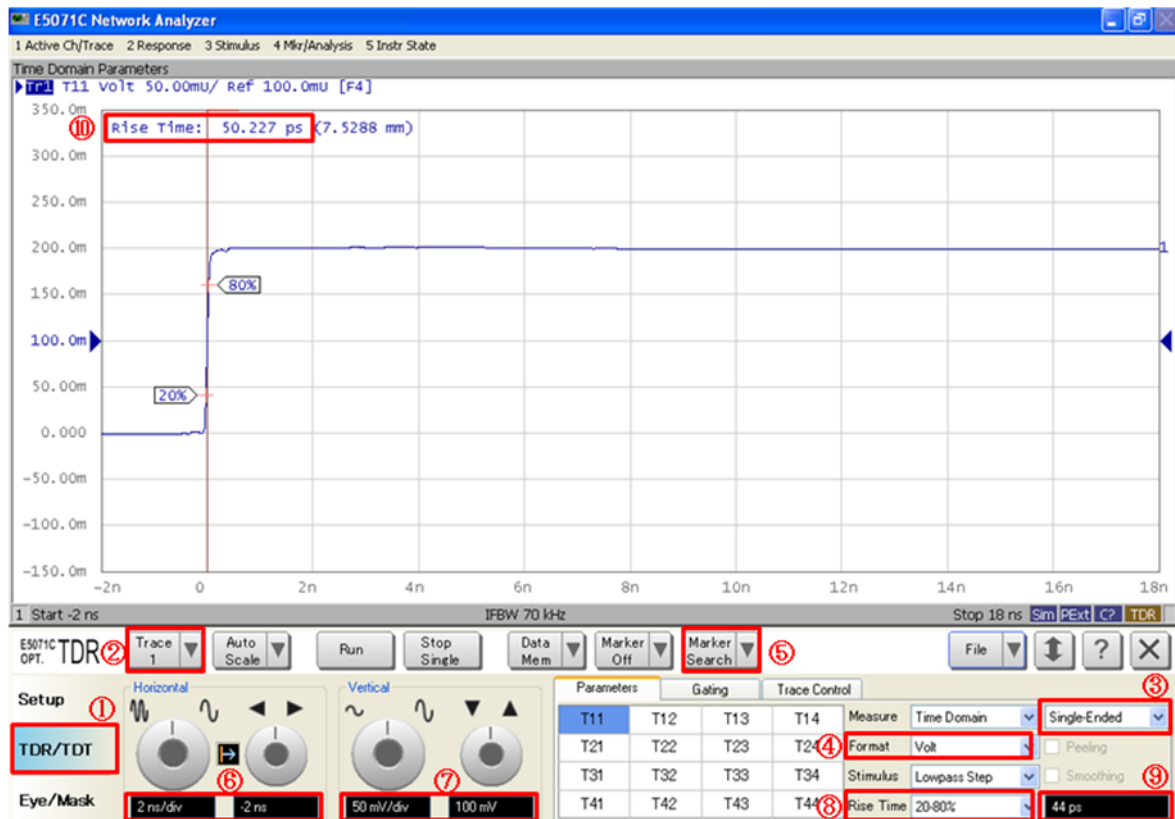 E5071C Network Analyzer
1 Active Ch/Trace 2 Response 3 Stimulus 4 Mkr/Analysis 5 Instr State
Time Domain Parameters
Tr1 T11 Volt 50.00mU/ Ref 100.0mU [F4]
350.0m
⑩ Rise Time: 50.227 ps (7.5288 mm)
300.0m
250.0m
200.0m
1
80%
150.0m
100.0m
50.00m
20%
0.000
-50.00m
-100.0m
-150.0m
-2n 0 2n 4n 6n 8n 10n 12n 14n 16n 18n
1 Start -2 ns IFBW 70 kHz Stop 18 ns Sim PExt C? TDR
E5071C OPT. TDR ② Trace 1 Auto Scale Run Stop Single Data Mem Marker Off Marker Search ⑤ File ?
Setup ① Horizontal Vertical Parameters Gating Trace Control ③
T11 T12 T13 T14 Measure Time Domain Single-Ended
TDR/TDT T21 T22 T23 T24 ④ Format Volt Peeling
⑥ ⑦ T31 T32 T33 T34 Stimulus Lowpass Step Smoothing ⑨
Eye/Mask 2 ns/div -2 ns 50 mV/div 100 mV T41 T42 T43 T44 ⑧ Rise Time 20-80% 44 ps